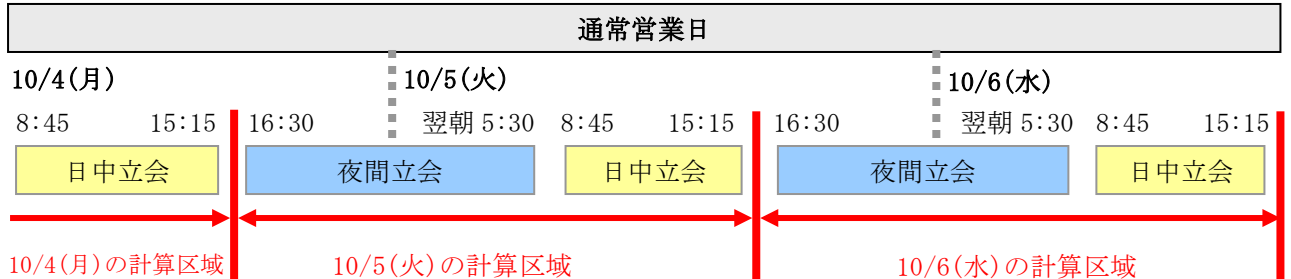 通常営業日
10/4(月) 10/5(火) 10/6(水)
8:45 15:15 16:30 翌朝 5:30 8:45 15:15 16:30 翌朝 5:30 8:45 15:15
日中立会 夜間立会 日中立会 夜間立会 日中立会
10/4(月)の計算区域 10/5(火)の計算区域 10/6(水)の計算区域